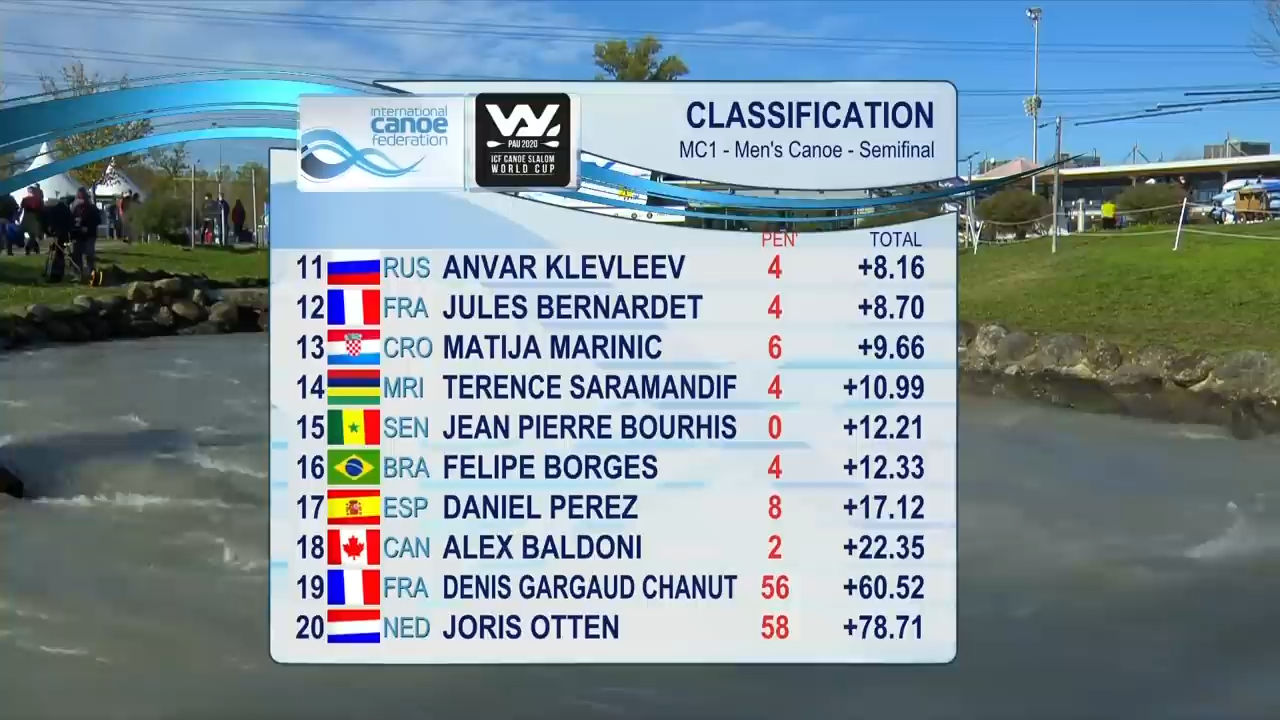 international
canoe
federation
PAU 2020
ICF CANOE SLALOM
WORLD CUP
CLASSIFICATION
MC1 - Men's Canoe - Semifinal
PEN' TOTAL
11 RUS ANVAR KLEVLEEV 4 +8.16
12 FRA JULES BERNARDET 4 +8.70
13 CRO MATIJA MARINIC 6 +9.66
14 MRI TERENCE SARAMANDIF 4 +10.99
15 SEN JEAN PIERRE BOURHIS 0 +12.21
16 BRA FELIPE BORGES 4 +12.33
17 ESP DANIEL PEREZ 8 +17.12
18 CAN ALEX BALDONI 2 +22.35
19 FRA DENIS GARGAUD CHANUT 56 +60.52
20 NED JORIS OTTEN 58 +78.71